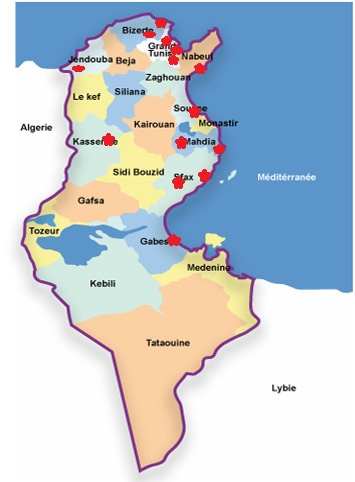 Bizerte
Grand
Tunis
Nabeul
Jendouba
Beja
Zaghouan
Siliana
Le kef
Sousse
Monastir
Kairouan
Algerie
Kasserine
Mahdia
Sidi Bouzid
Sfax
Méditérranée
Gafsa
Tozeur
Gabes
Medenine
Kebili
Tataouine
Lybie